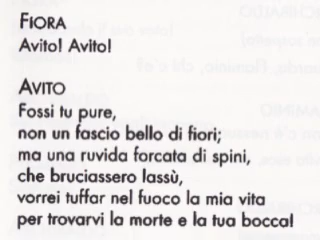 FIORA
Avito! Avito!
AVITO
Fossi tu pure,
non un fascio bello di fiori;
ma una ruvida forcata di spini,
che bruciassero lassù,
vorrei tuffar nel fuoco la mia vita
per trovarvi la morte e la tua bocca!